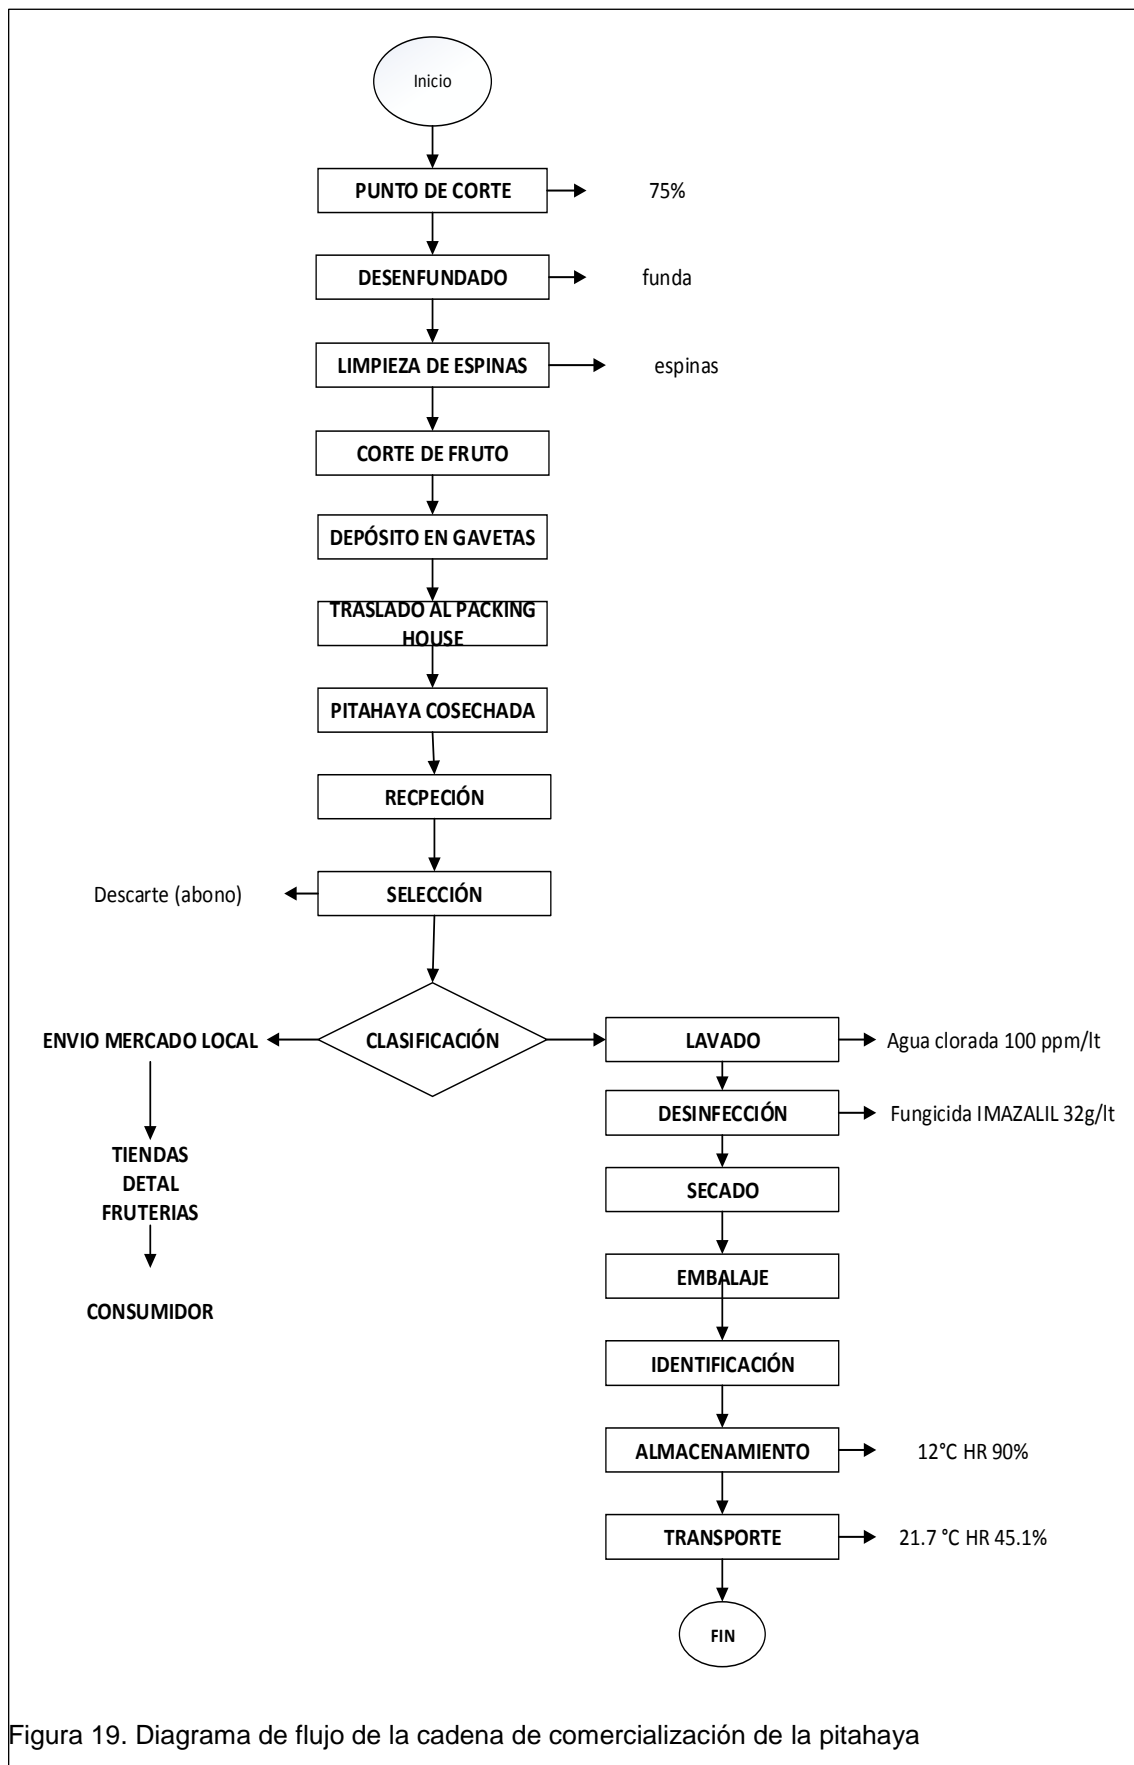 Inicio
PUNTO DE CORTE
75%
DESENFUNDADO
funda
LIMPIEZA DE ESPINAS
espinas
CORTE DE FRUTO
DEPÓSITO EN GAVETAS
TRASLADO AL PACKING
HOUSE
PITAHAYA COSECHADA
RECPECIÓN
Descarte (abono)
SELECCIÓN
ENVIO MERCADO LOCAL
CLASIFICACIÓN
LAVADO
Agua clorada 100 ppm/lt
DESINFECCIÓN
Fungicida IMAZALIL 32g/lt
TIENDAS
DETAL
FRUTERIAS
SECADO
EMBALAJE
CONSUMIDOR
IDENTIFICACIÓN
ALMACENAMIENTO
12°C HR 90%
TRANSPORTE
21.7 °C HR 45.1%
FIN
Figura 19. Diagrama de flujo de la cadena de comercialización de la pitahaya